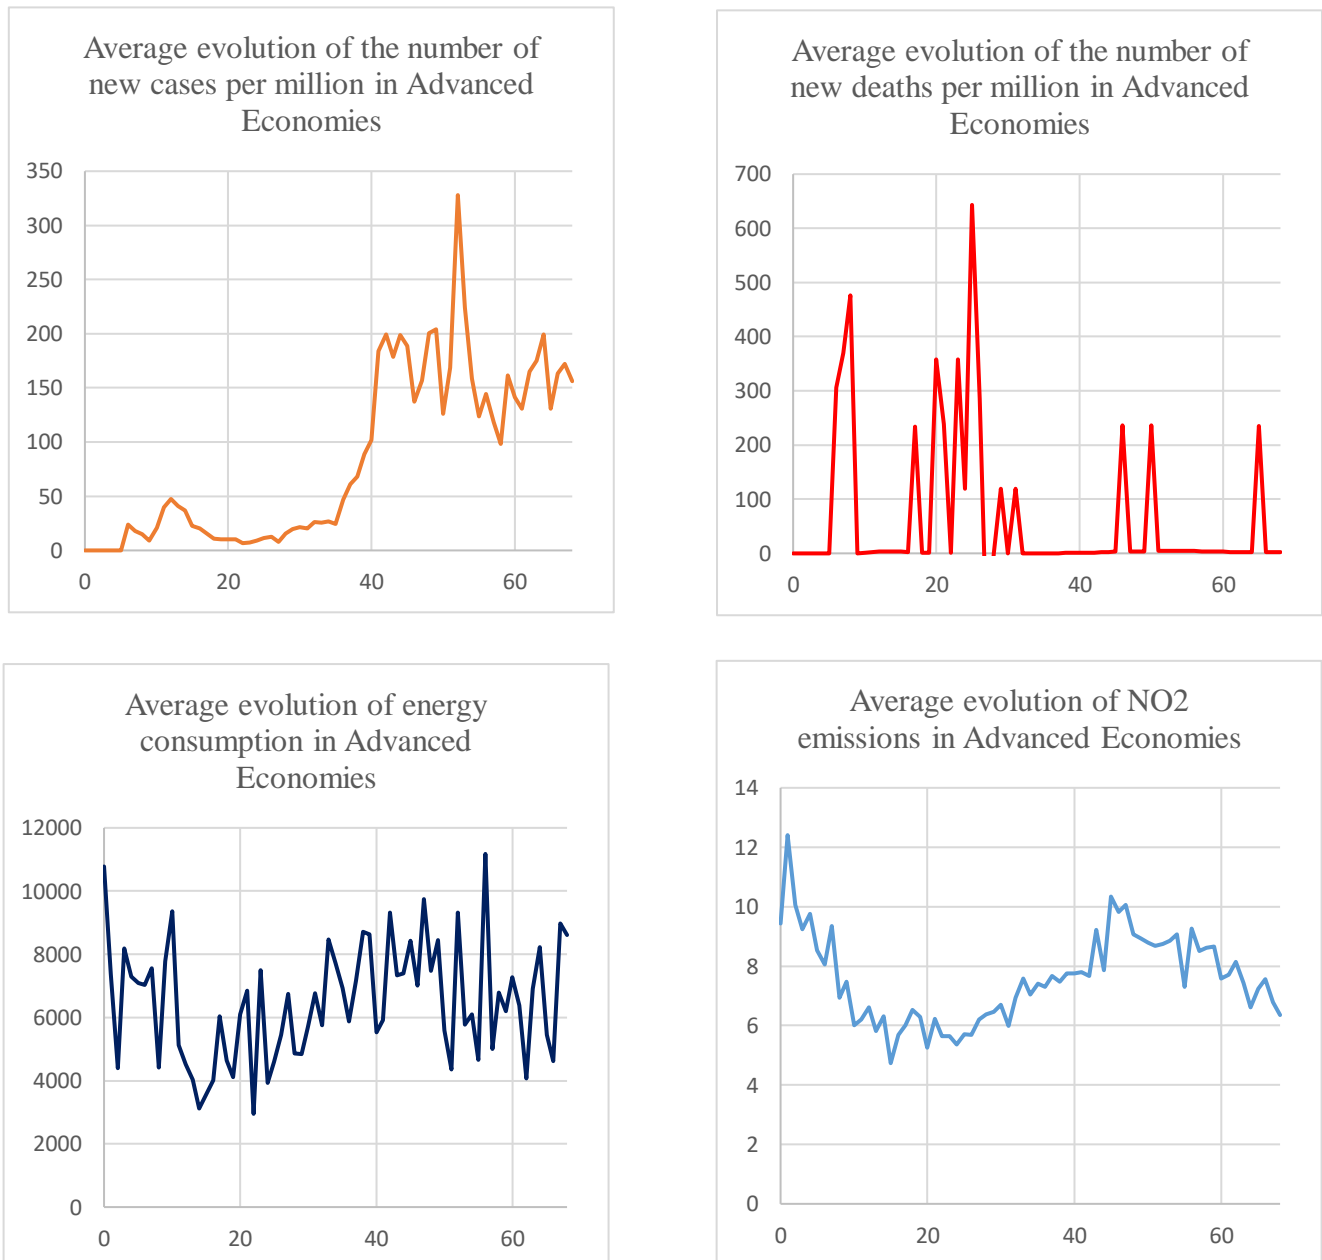 Average evolution of the number of
new cases per million in Advanced
Economies
350
300
250
200
150
100
50
0
0 20 40 60
Average evolution of the number of
new deaths per million in Advanced
Economies
700
600
500
400
300
200
100
0
0 20 40 60
Average evolution of energy
consumption in Advanced
Economies
12000
10000
8000
6000
4000
2000
0
0 20 40 60
Average evolution of NO2
emissions in Advanced Economies
14
12
10
8
6
4
2
0
0 20 40 60